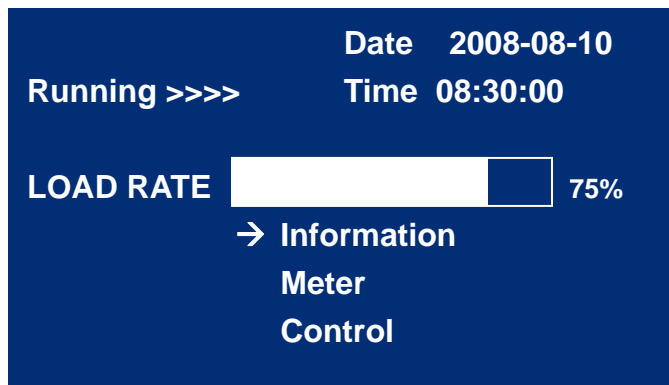 Date 2008-08-10
Running >>>> Time 08:30:00
LOAD RATE 75%
→ Information
Meter
Control